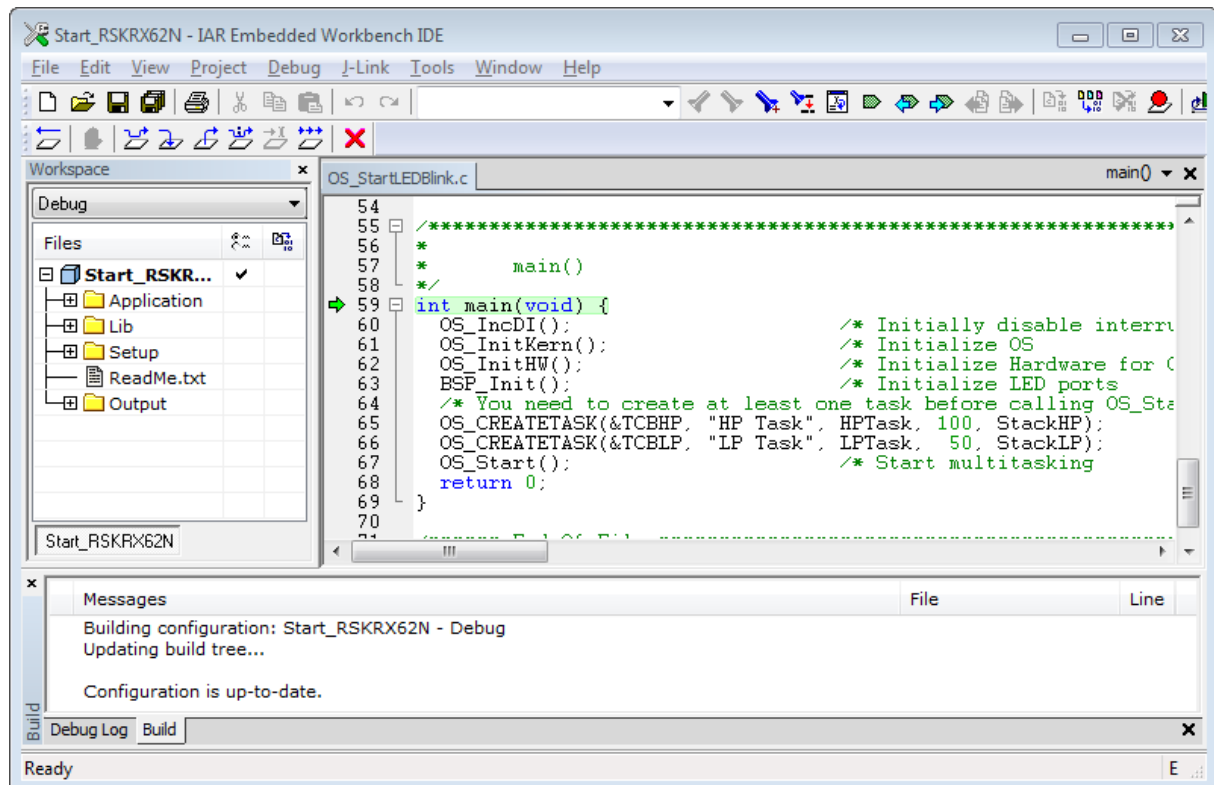 Start_RSKRX62N - IAR Embedded Workbench IDE
File Edit View Project Debug J-Link Tools Window Help
Workspace
Debug
Files
Start_RSKR...
Application
Lib
Setup
ReadMe.txt
Output
Start_RSKRX62N
OS_StartLEDBlink.c main()
54
55 /****************************************************************************
56 *
57 * main()
58 */
59 int main(void) {
60 OS_IncDI(); /* Initially disable interru
61 OS_InitKern(); /* Initialize OS
62 OS_InitHW(); /* Initialize Hardware for
63 BSP_Init(); /* Initialize LED ports
64 /* You need to create at least one task before calling OS_Sta
65 OS_CREATETASK(&TCBHP, "HP Task", HPTask, 100, StackHP);
66 OS_CREATETASK(&TCBLP, "LP Task", LPTask, 50, StackLP);
67 OS_Start(); /* Start multitasking
68 return 0;
69 }
70
Messages File Line
Building configuration: Start_RSKRX62N - Debug
Updating build tree...
Configuration is up-to-date.
Build
Debug Log Build
Ready E